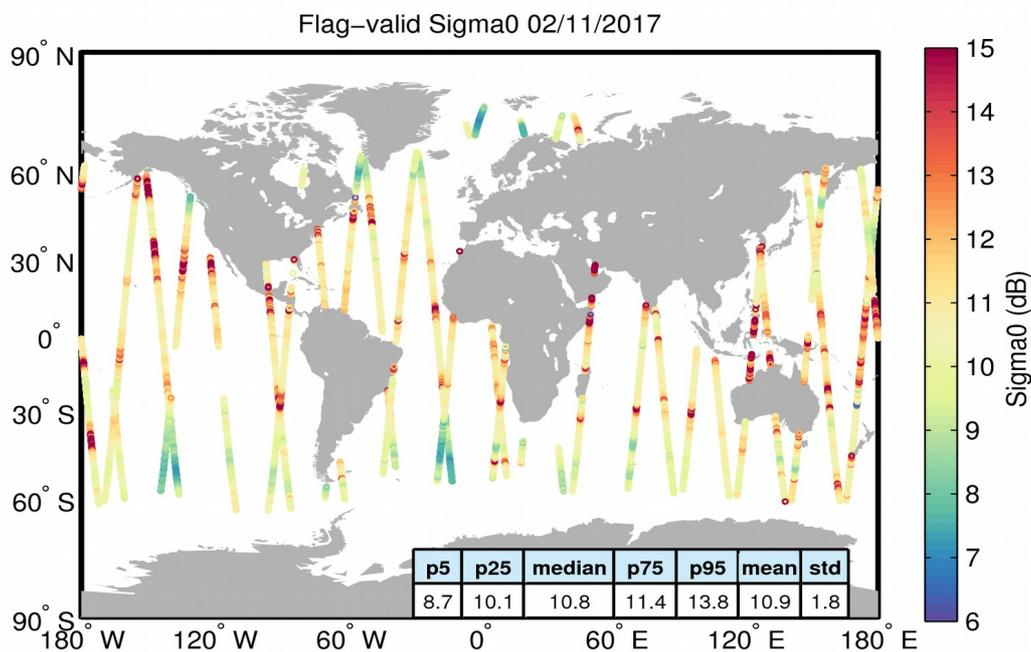 Flag−valid Sigma0 02/11/2017
90° N
60° N
30° N
0°
30° S
60° S
90° S
180° W
120° W
60° W
0°
60° E
120° E
180° E
p5 p25 median p75 p95 mean std
8.7 10.1 10.8 11.4 13.8 10.9 1.8
15
14
13
12
11
10
9
8
7
6
Sigma0 (dB)